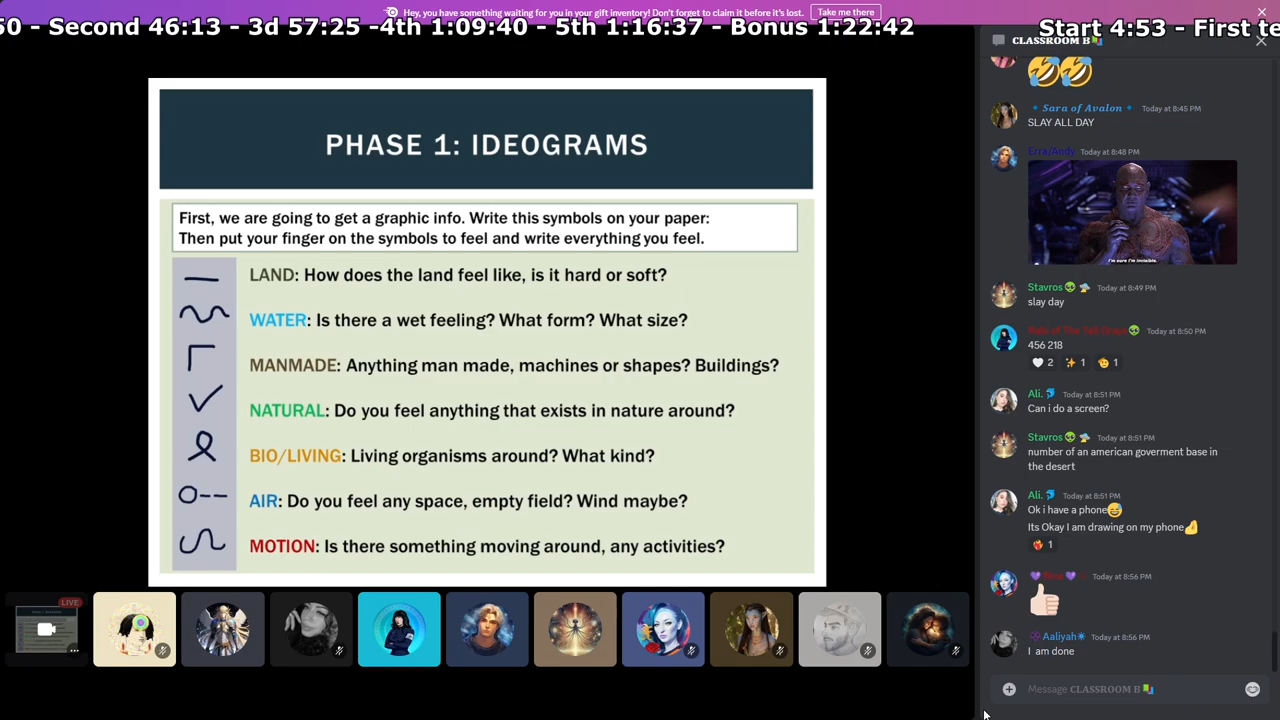 Hey, you have something waiting for you in your gift inventory! Don't forget to claim it before it's lost. Take me there
50 - Second 46:13 - 3d 57:25 -4th 1:09:40 - 5th 1:16:37 - Bonus 1:22:42
Start 4:53 - First te
CLASSROOM B
PHASE 1: IDEOGRAMS
First, we are going to get a graphic info. Write this symbols on your paper:
Then put your finger on the symbols to feel and write everything you feel.
LAND: How does the land feel like, is it hard or soft?
WATER: Is there a wet feeling? What form? What size?
MANMADE: Anything man made, machines or shapes? Buildings?
NATURAL: Do you feel anything that exists in nature around?
BIO/LIVING: Living organisms around? What kind?
AIR: Do you feel any space, empty field? Wind maybe?
MOTION: Is there something moving around, any activities?
LIVE
Sara of Avalon Today at 8:45 PM
SLAY ALL DAY
Erra/Andy Today at 8:48 PM
I'm sure I'm invisible.
Stavros Today at 8:49 PM
slay day
Of The Tall Grays Today at 8:50 PM
456 218
2 1 1
Ali. Today at 8:51 PM
Can i do a screen?
Stavros Today at 8:51 PM
number of an american goverment base in
the desert
Ali. Today at 8:51 PM
Ok i have a phone
Its Okay I am drawing on my phone
1
Today at 8:56 PM
Aaliyah Today at 8:56 PM
I am done
Message CLASSROOM B